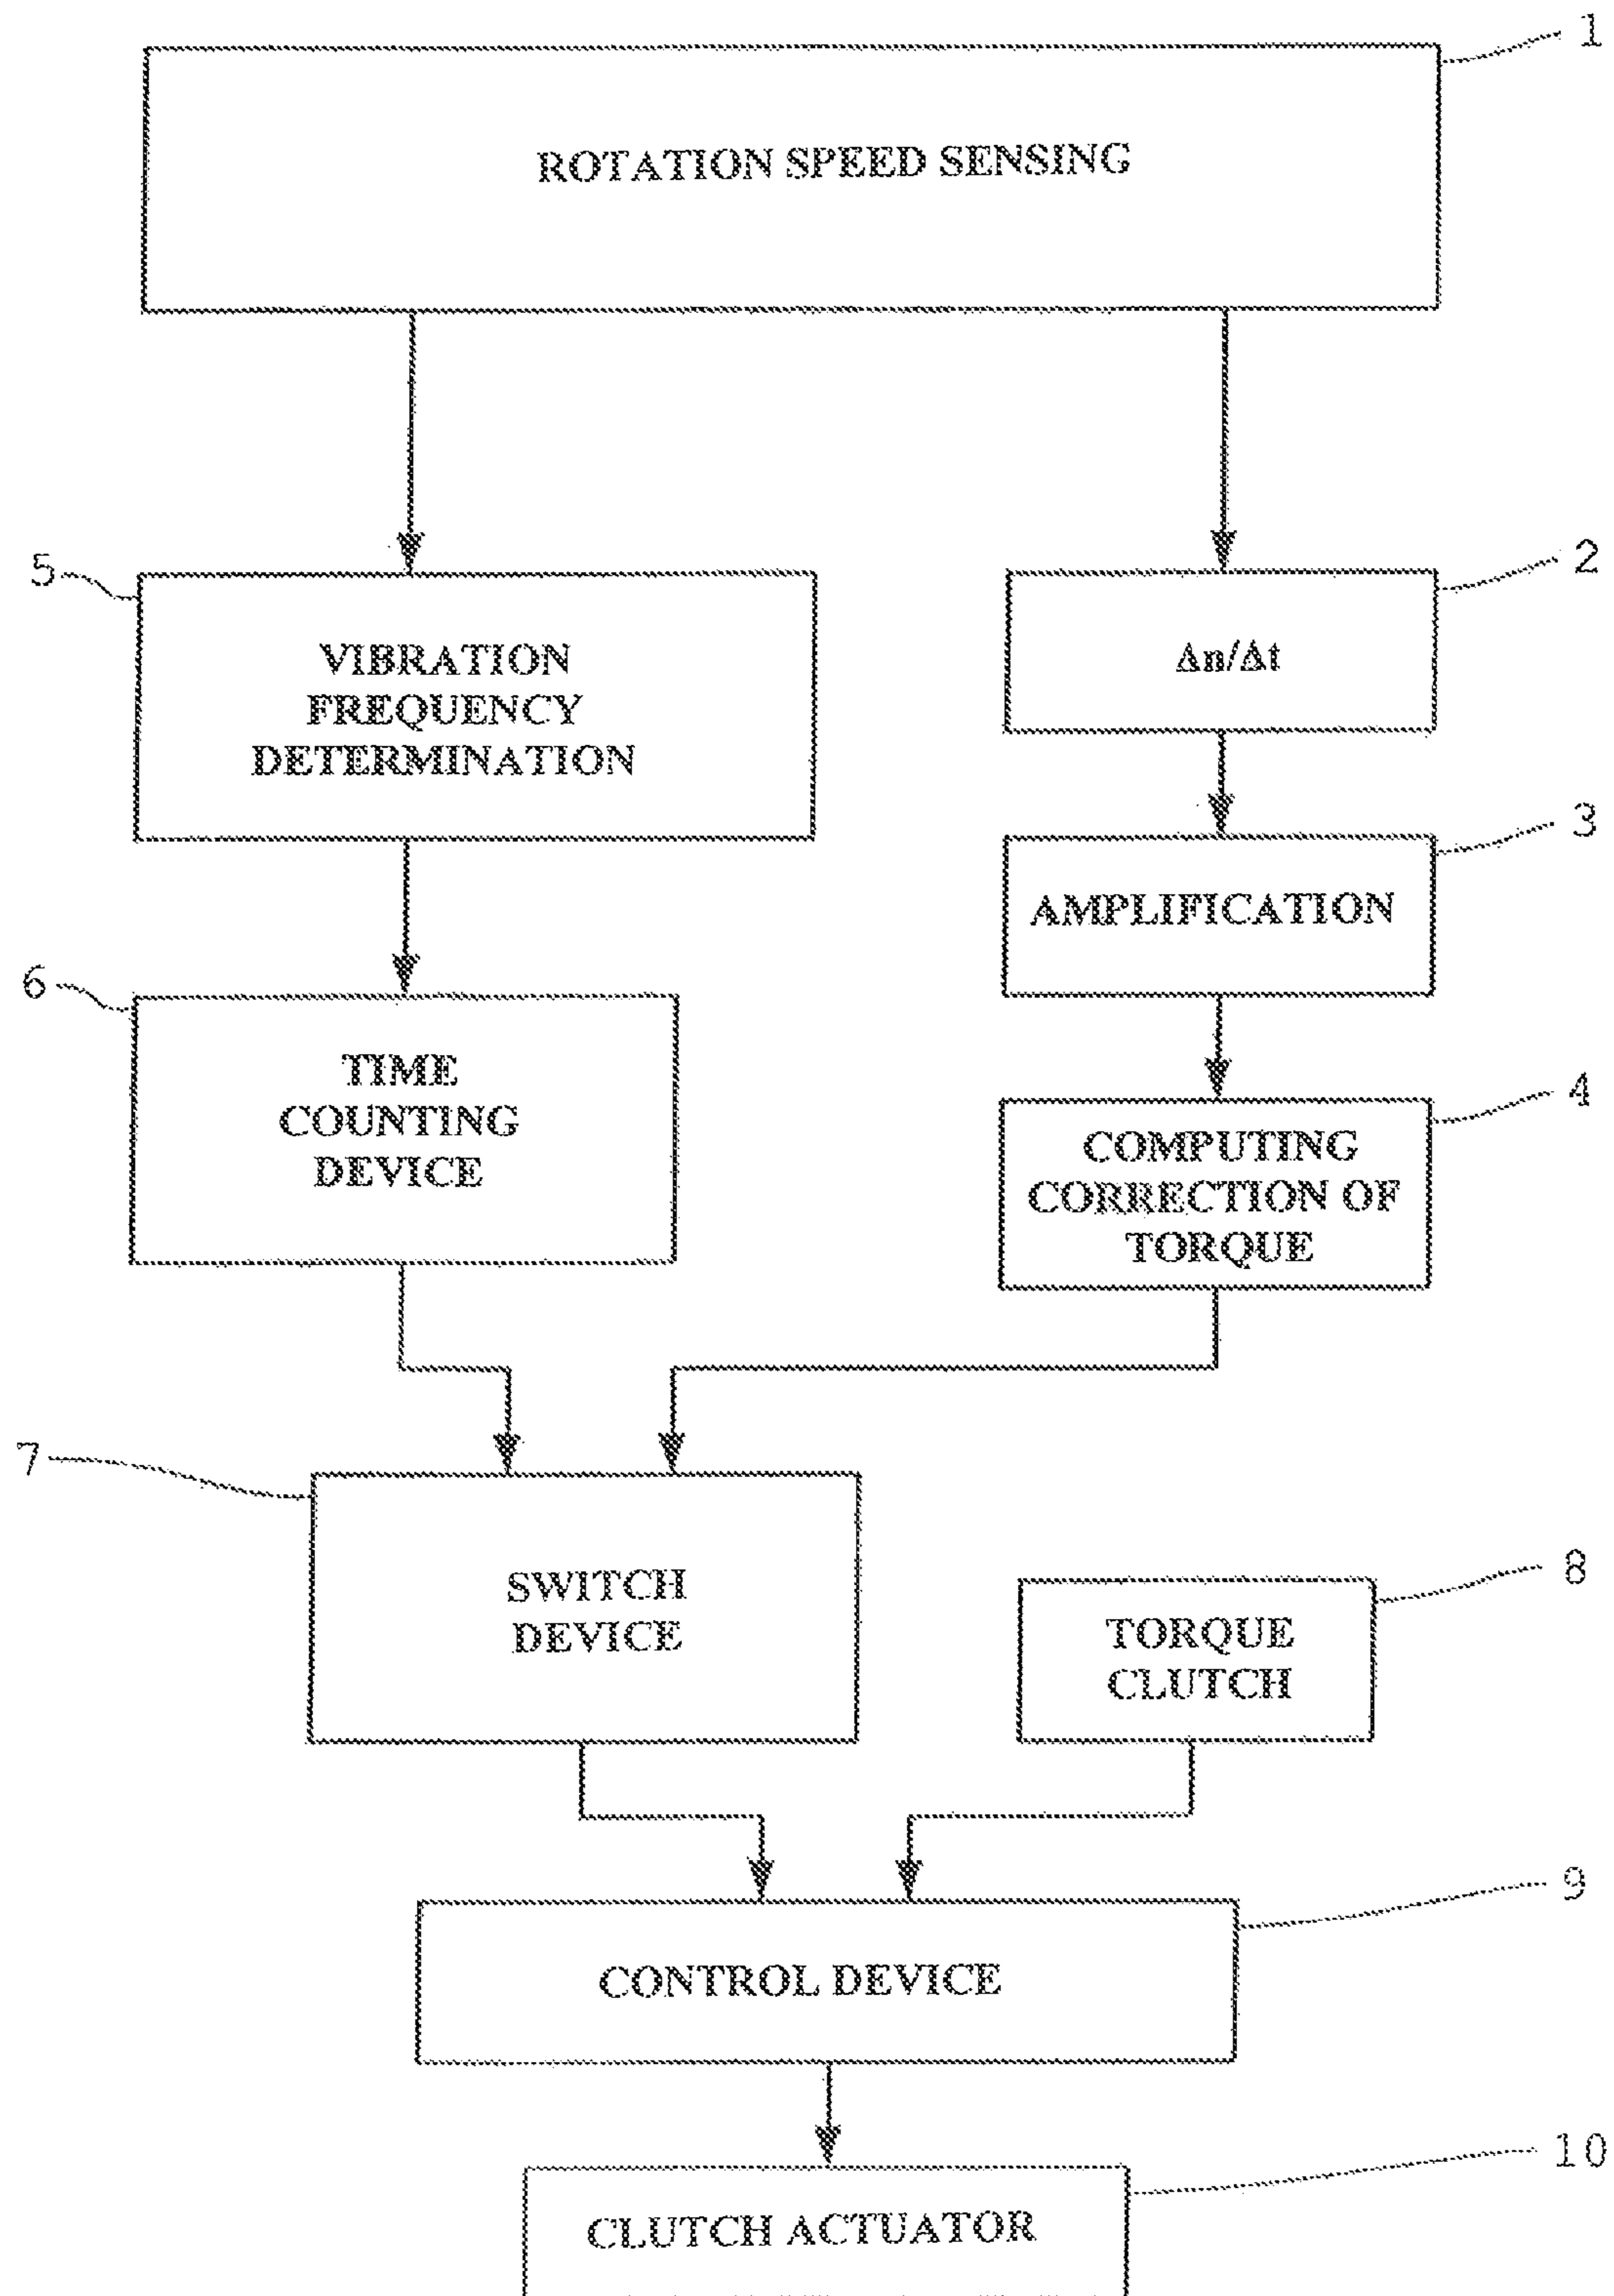 1
ROTATION SPEED SENSING
5
VIBRATION
FREQUENCY
DETERMINATION
2
Δn/Δt
3
AMPLIFICATION
6
TIME
COUNTING
DEVICE
4
COMPUTING
CORRECTION OF
TORQUE
7
SWITCH
DEVICE
8
TORQUE
CLUTCH
9
CONTROL DEVICE
10
CLUTCH ACTUATOR